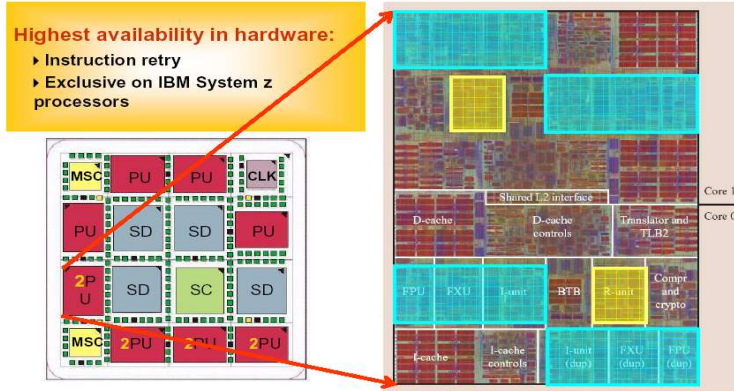 Highest availability in hardware:
Instruction retry
Exclusive on IBM System z
processors
MSC
PU
PU
CLK
PU
SD
SD
PU
2P
U
SD
SC
SD
MSC
2PU
2PU
2PU
Core 1
Core 0
Shared L2 interface
D-cache
D-cache
controls
Translator and
TLB2
FPU
FXU
I-unit
BTB
R-unit
Compr
and
crypto
I-cache
I-cache
controls
I-unit
(dup)
FXU
(dup)
FPU
(dup)